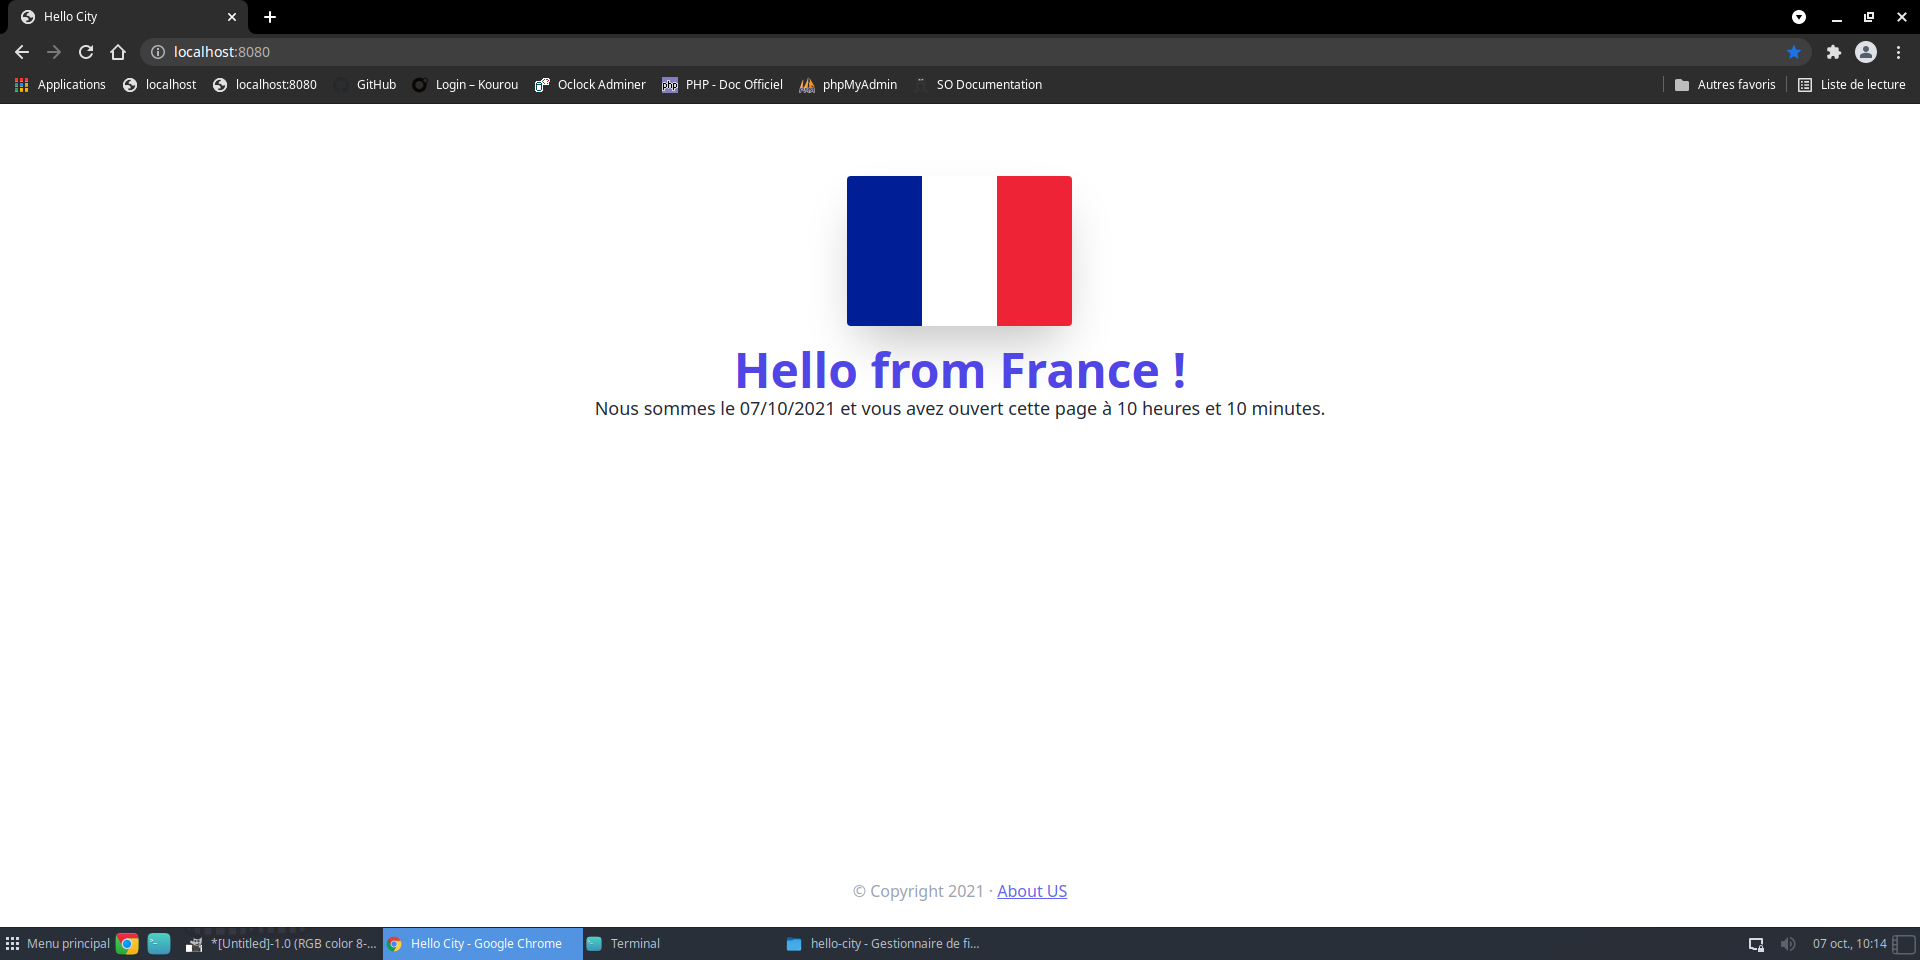 Hello City
localhost:8080
Applications localhost localhost:8080 GitHub Login – Kourou Oclock Adminer php PHP - Doc Officiel phpMyAdmin SO Documentation Autres favoris Liste de lecture
Hello from France !
Nous sommes le 07/10/2021 et vous avez ouvert cette page à 10 heures et 10 minutes.
© Copyright 2021 · About US
Menu principal *[Untitled]-1.0 (RGB color 8-... Hello City - Google Chrome Terminal hello-city - Gestionnaire de fi... 07 oct., 10:14